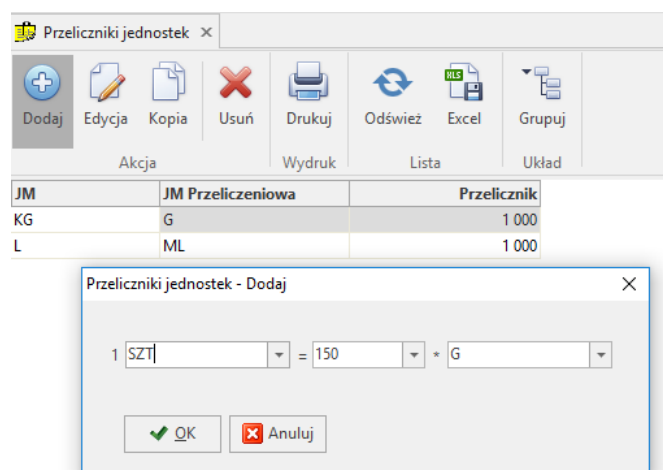 Przeliczniki jednostek
Dodaj Edycja Kopia Usuń Drukuj Odśwież Excel Grupuj
Akcja Wydruk Lista Układ
JM JM Przeliczeniowa Przelicznik
KG G 1 000
L ML 1 000
Przeliczniki jednostek - Dodaj
1 SZT = 150 * G
OK Anuluj